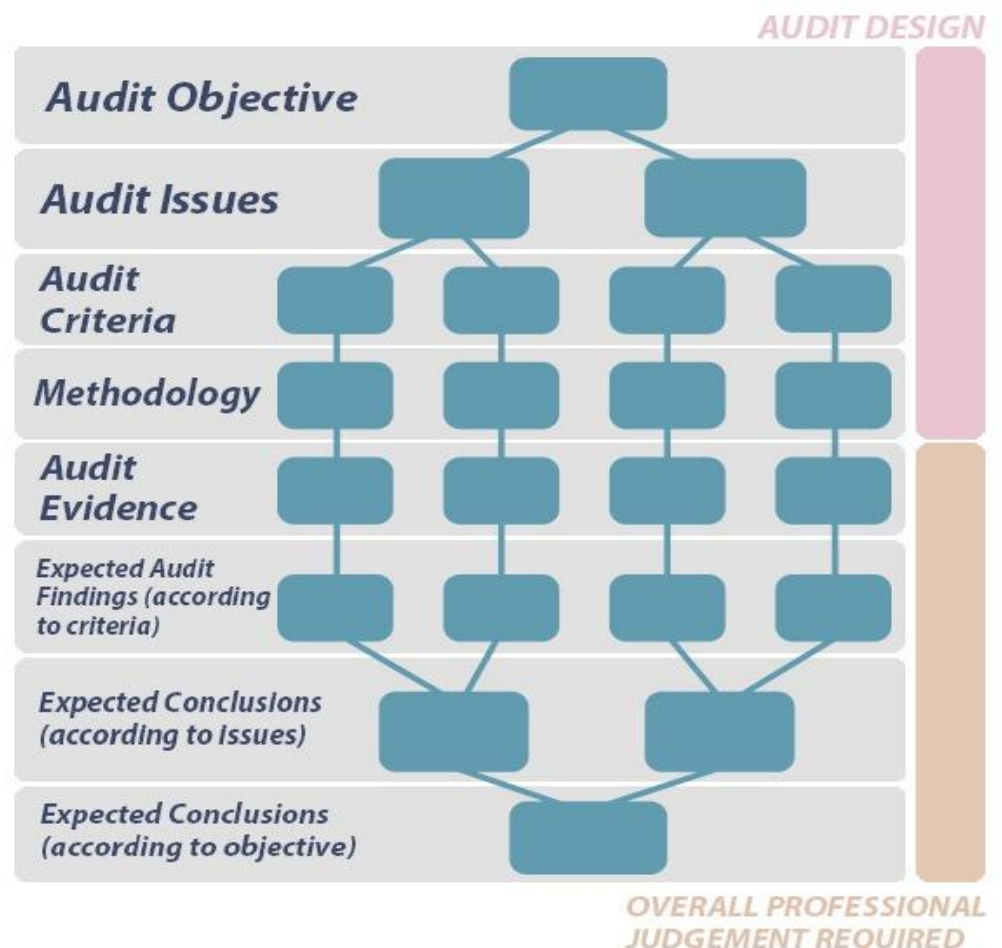 AUDIT DESIGN
Audit Objective
Audit Issues
Audit
Criteria
Methodology
Audit
Evidence
Expected Audit
Findings (according
to criteria)
Expected Conclusions
(according to issues)
Expected Conclusions
(according to objective)
OVERALL PROFESSIONAL
JUDGEMENT REQUIRED